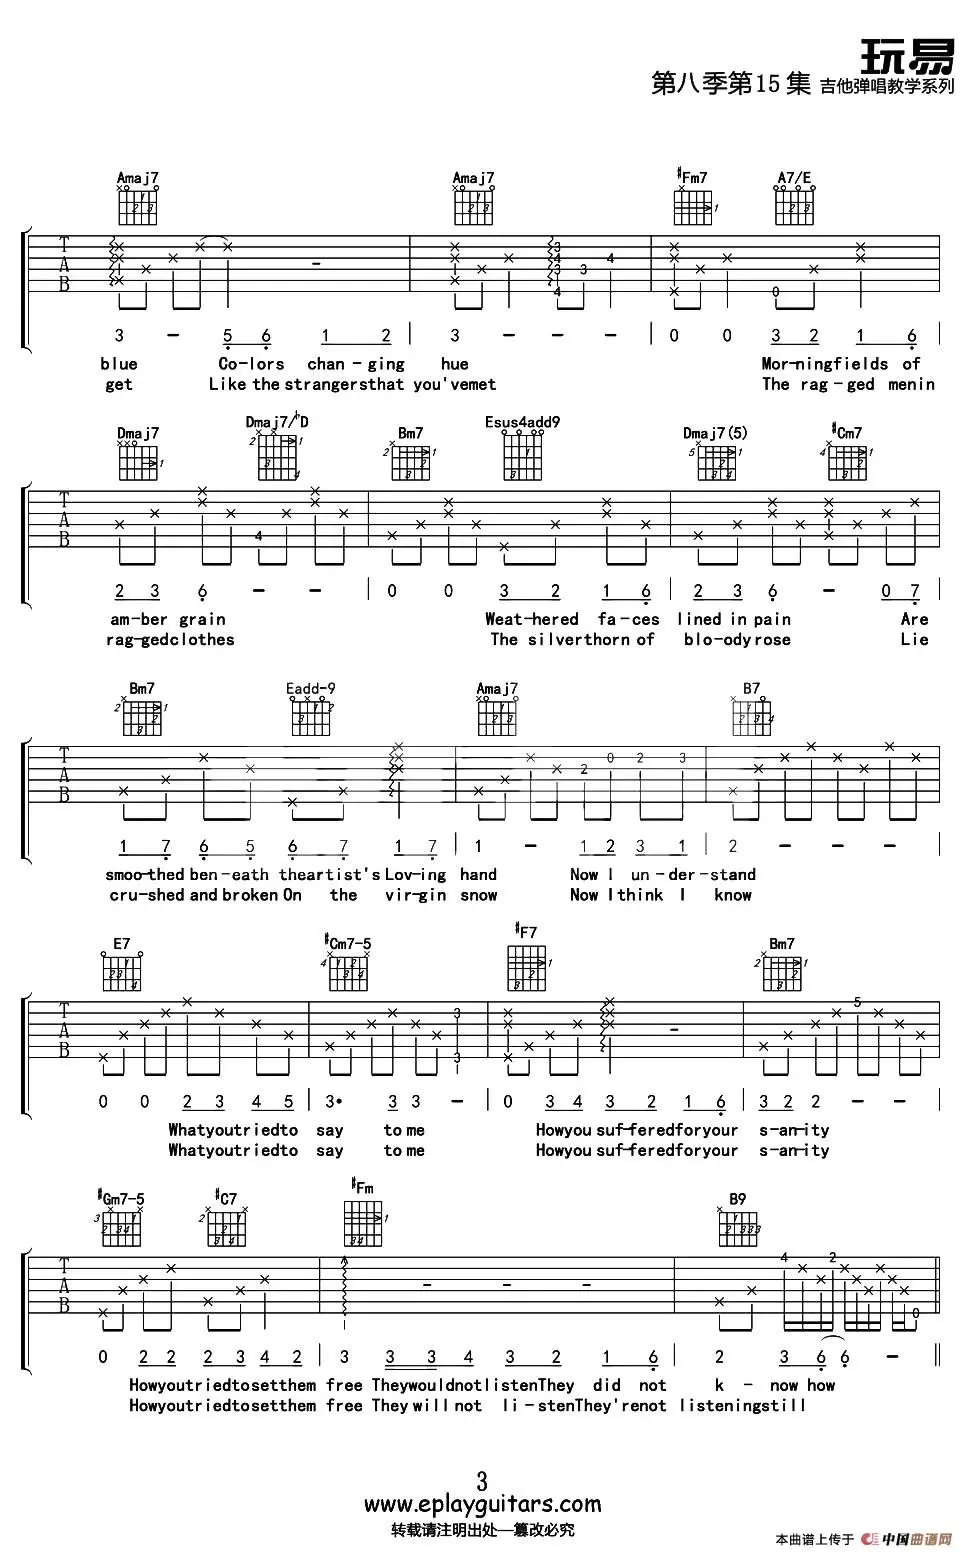 玩易
第八季第15集 吉他弹唱教学系列
Amaj7 Amaj7 #Fm7 A7/E
3 - 5 6 1 2 | 3 - - - | 0 0 3 2 1 6
blue Co-lors chan-ging hue Mor-ningfields of
get Like the strangersthat you'vemet The rag-ged menin
Dmaj7 Dmaj7/♭D Bm7 Esus4add9 Dmaj7(5) #Cm7
2 3 6 - - | 0 0 3 2 1 6 | 2 3 6 - 0 7
am-ber grain Weat-hered fa-ces lined in pain Are
rag-gedclothes The silverthorn of blo-ody rose Lie
Bm7 Eadd-9 Amaj7 B7
1 7 6 5 6 7 1 7 | 1 - 1 2 3 1 | 2 - - -
smoo-thed ben-eath theartist's Lov-ing hand Now I un-der-stand
cru-shed and broken On the vir-gin snow Now I think I know
E7 #Cm7-5 #F7 Bm7
0 0 2 3 4 5 | 3• 3 3 - | 0 3 4 3 2 1 6 | 3 2 2 - -
Whatyoutriedto say to me Howyou suf-feredforyour s-an-ity
Whatyoutriedto say to me Howyou suf-feredforyour s-an-ity
#Gm7-5 #C7 #Fm B9
0 2 2 2 3 4 2 | 3 3 3 4 3 2 1 6 | 2 3 6 6 - ||
Howyoutriedtosetthem free TheywouldnotlistenThey did not k - now how
Howyoutriedtosetthem free They will not li-stenThey'renot listeningstill
3
www.eplayguitars.com
转载请注明出处—篡改必究
本曲谱上传于 中国曲谱网